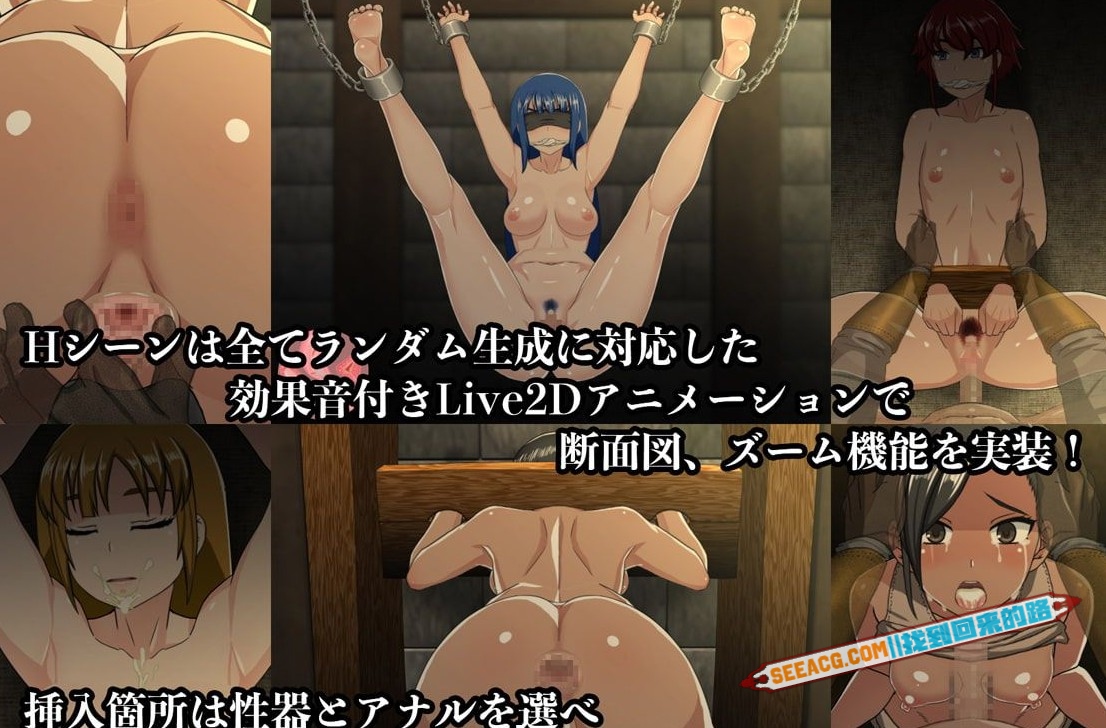 Hシーンは全てランダム生成に対応した
効果音付きLive2Dアニメーションで
断面図、ズーム機能を実装！
SEEACG.COM||找到回来的路
挿入箇所は性器とアナルを選べ